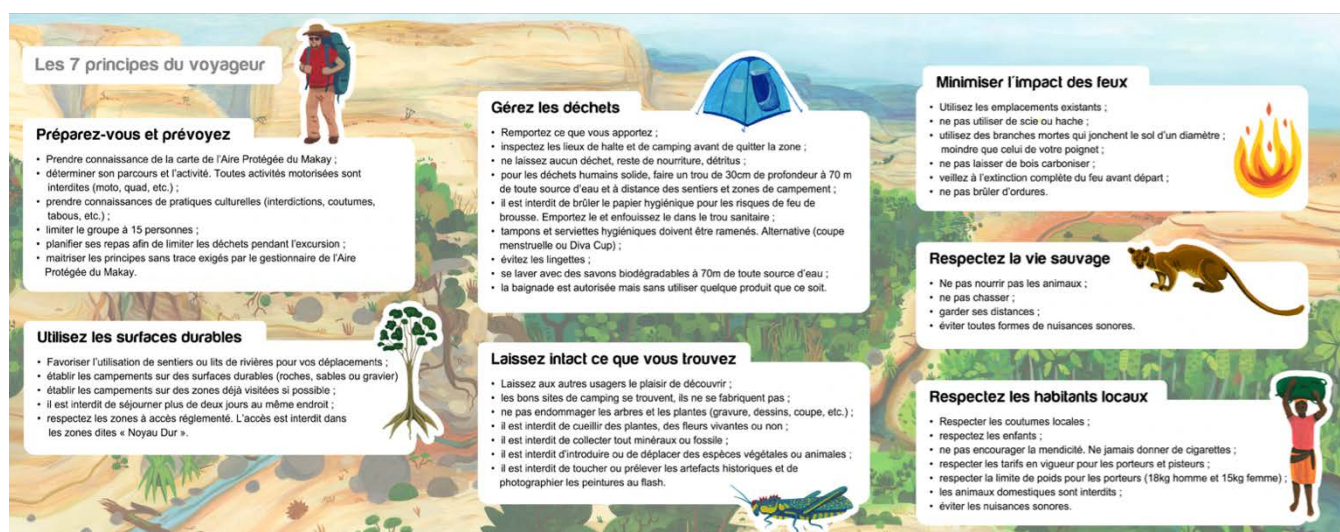 Les 7 principes du voyageur
Préparez-vous et prévoyez
• Prendre connaissance de la carte de l'Aire Protégée du Makay ;
• déterminer son parcours et l'activité. Toutes activités motorisées sont
interdites (moto, quad, etc.) ;
• prendre connaissances de pratiques culturelles (interdictions, coutumes,
tabous, etc.) ;
• limiter le groupe à 15 personnes ;
• planifier ses repas afin de limiter les déchets pendant l'excursion ;
• maitriser les principes sans trace exigés par le gestionnaire de l'Aire
Protégée du Makay.
Utilisez les surfaces durables
• Favoriser l'utilisation de sentiers ou lits de rivières pour vos déplacements ;
• établir les campements sur des surfaces durables (roches, sables ou gravier)
• établir les campements sur des zones déjà visitées si possible ;
• il est interdit de séjourner plus de deux jours au même endroit ;
• respectez les zones à accès réglementé. L'accès est interdit dans
les zones dites « Noyau Dur ».
Gérez les déchets
• Remportez ce que vous apportez ;
• inspectez les lieux de halte et de camping avant de quitter la zone ;
• ne laissez aucun déchet, reste de nourriture, détritus ;
• pour les déchets humains solide, faire un trou de 30cm de profondeur à 70 m
de toute source d'eau et à distance des sentiers et zones de campement ;
• il est interdit de brûler le papier hygiénique pour les risques de feu de
brousse. Emportez le et enfouissez le dans le trou sanitaire ;
• tampons et serviettes hygiéniques doivent être ramenés. Alternative (coupe
menstruelle ou Diva Cup) ;
• évitez les lingettes ;
• se laver avec des savons biodégradables à 70m de toute source d'eau ;
• la baignade est autorisée mais sans utiliser quelque produit que ce soit.
Laissez intact ce que vous trouvez
• Laissez aux autres usagers le plaisir de découvrir ;
• les bons sites de camping se trouvent, ils ne se fabriquent pas ;
• ne pas endommager les arbres et les plantes (gravure, dessins, coupe, etc.) ;
• il est interdit de cueillir des plantes, des fleurs vivantes ou non ;
• il est interdit de collecter tout minéraux ou fossile ;
• il est interdit d'introduire ou de déplacer des espèces végétales ou animales ;
• il est interdit de toucher ou prélever les artefacts historiques et de
photographier les peintures au flash.
Minimiser l'impact des feux
• Utilisez les emplacements existants ;
• ne pas utiliser de scie ou hache ;
• utilisez des branches mortes qui jonchent le sol d'un diamètre ;
moindre que celui de votre poignet ;
• ne pas laisser de bois carboniser ;
• veillez à l'extinction complète du feu avant départ ;
• ne pas brûler d'ordures.
Respectez la vie sauvage
• Ne pas nourrir pas les animaux ;
• ne pas chasser ;
• garder ses distances ;
• éviter toutes formes de nuisances sonores.
Respectez les habitants locaux
• Respecter les coutumes locales ;
• respectez les enfants ;
• ne pas encourager la mendicité. Ne jamais donner de cigarettes ;
• respecter les tarifs en vigueur pour les porteurs et pisteurs ;
• respecter la limite de poids pour les porteurs (18kg homme et 15kg femme) ;
• les animaux domestiques sont interdits ;
• éviter les nuisances sonores.